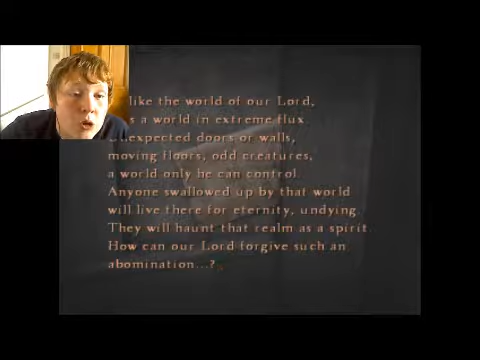 like the world of our Lord,
s a world in extreme flux.
nexpected doors or walls,
moving floors, odd creatures,
a world only he can control.
Anyone swallowed up by that world
will live there for eternity, undying.
They will haunt that realm as a spirit.
How can our Lord forgive such an
abomination...?